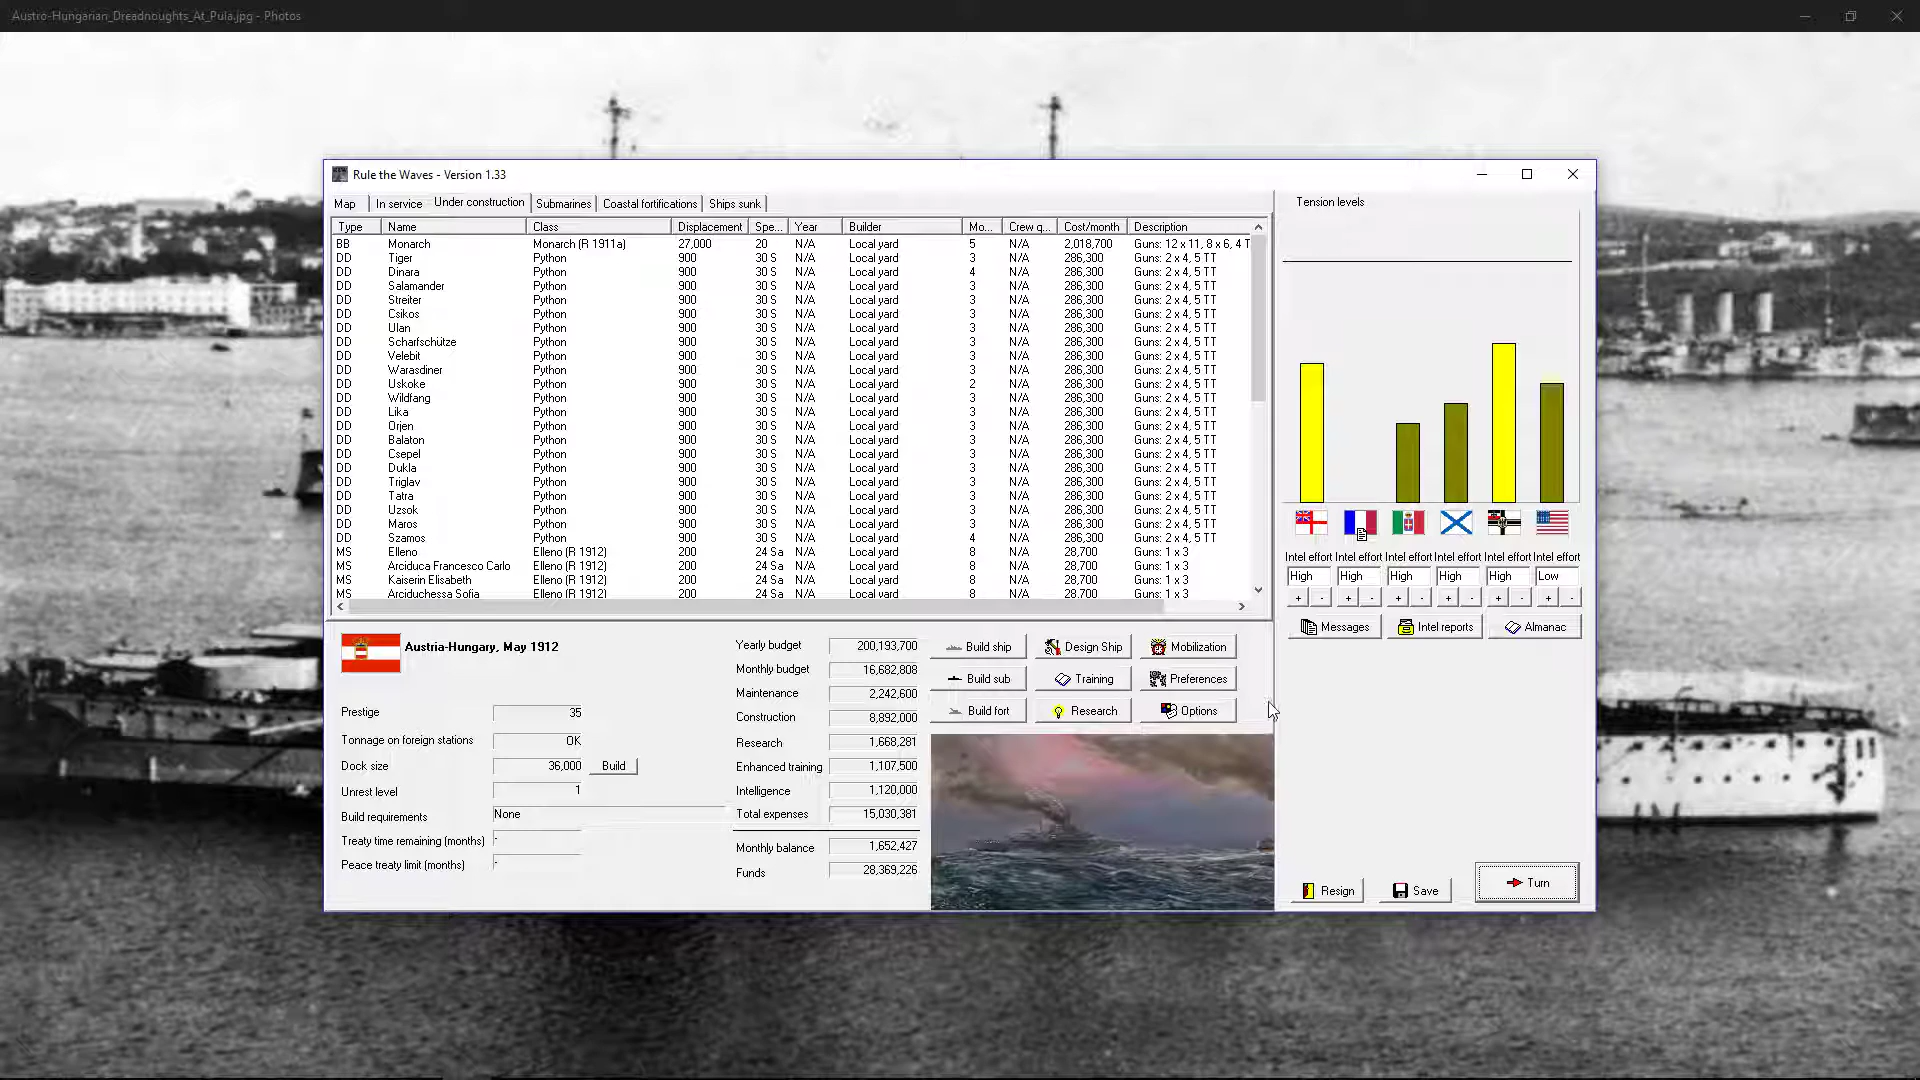 Austro-Hungarian_Dreadnoughts_At_Pula.jpg - Photos
Rule the Waves - Version 1.33
Map In service Under construction Submarines Coastal fortifications Ships sunk
Type Name Class Displacement Spe... Year Builder Mo... Crew q... Cost/month Description
BB Monarch Monarch (R 1911a) 27,000 20 N/A Local yard 5 N/A 2,018,700 Guns: 12 x 11, 8 x 6, 4 T
DD Tiger Python 900 30 S N/A Local yard 3 N/A 286,300 Guns: 2 x 4, 5 TT
DD Dinara Python 900 30 S N/A Local yard 4 N/A 286,300 Guns: 2 x 4, 5 TT
DD Salamander Python 900 30 S N/A Local yard 3 N/A 286,300 Guns: 2 x 4, 5 TT
DD Streiter Python 900 30 S N/A Local yard 3 N/A 286,300 Guns: 2 x 4, 5 TT
DD Csikos Python 900 30 S N/A Local yard 3 N/A 286,300 Guns: 2 x 4, 5 TT
DD Ulan Python 900 30 S N/A Local yard 3 N/A 286,300 Guns: 2 x 4, 5 TT
DD Scharfschütze Python 900 30 S N/A Local yard 3 N/A 286,300 Guns: 2 x 4, 5 TT
DD Velebit Python 900 30 S N/A Local yard 3 N/A 286,300 Guns: 2 x 4, 5 TT
DD Warasdiner Python 900 30 S N/A Local yard 3 N/A 286,300 Guns: 2 x 4, 5 TT
DD Uskoke Python 900 30 S N/A Local yard 2 N/A 286,300 Guns: 2 x 4, 5 TT
DD Wildfang Python 900 30 S N/A Local yard 3 N/A 286,300 Guns: 2 x 4, 5 TT
DD Lika Python 900 30 S N/A Local yard 3 N/A 286,300 Guns: 2 x 4, 5 TT
DD Orjen Python 900 30 S N/A Local yard 3 N/A 286,300 Guns: 2 x 4, 5 TT
DD Balaton Python 900 30 S N/A Local yard 3 N/A 286,300 Guns: 2 x 4, 5 TT
DD Csepel Python 900 30 S N/A Local yard 3 N/A 286,300 Guns: 2 x 4, 5 TT
DD Dukla Python 900 30 S N/A Local yard 3 N/A 286,300 Guns: 2 x 4, 5 TT
DD Triglav Python 900 30 S N/A Local yard 3 N/A 286,300 Guns: 2 x 4, 5 TT
DD Tatra Python 900 30 S N/A Local yard 3 N/A 286,300 Guns: 2 x 4, 5 TT
DD Uzsok Python 900 30 S N/A Local yard 3 N/A 286,300 Guns: 2 x 4, 5 TT
DD Maros Python 900 30 S N/A Local yard 3 N/A 286,300 Guns: 2 x 4, 5 TT
DD Szamos Python 900 30 S N/A Local yard 4 N/A 286,300 Guns: 2 x 4, 5 TT
MS Elleno Elleno (R 1912) 200 24 Sa N/A Local yard 8 N/A 28,700 Guns: 1 x 3
MS Arciduca Francesco Carlo Elleno (R 1912) 200 24 Sa N/A Local yard 8 N/A 28,700 Guns: 1 x 3
MS Kaiserin Elisabeth Elleno (R 1912) 200 24 Sa N/A Local yard 8 N/A 28,700 Guns: 1 x 3
MS Arciduchessa Sofia Elleno (R 1912) 200 24 Sa N/A Local yard 8 N/A 28,700 Guns: 1 x 3
Tension levels
Intel effort Intel effort Intel effort Intel effort Intel effort Intel effort
High High High High High Low
+ - + - + - + - + - + -
Messages Intel reports Almanac
Austria-Hungary, May 1912
Prestige 35
Tonnage on foreign stations OK
Dock size 36,000 Build
Unrest level 1
Build requirements None
Treaty time remaining (months) -
Peace treaty limit (months) -
Yearly budget 200,193,700
Monthly budget 16,682,808
Maintenance 2,242,600
Construction 8,892,000
Research 1,668,281
Enhanced training 1,107,500
Intelligence 1,120,000
Total expenses 15,030,381
Monthly balance 1,652,427
Funds 28,369,226
Build ship Design Ship Mobilization
Build sub Training Preferences
Build fort Research Options
Resign Save Turn